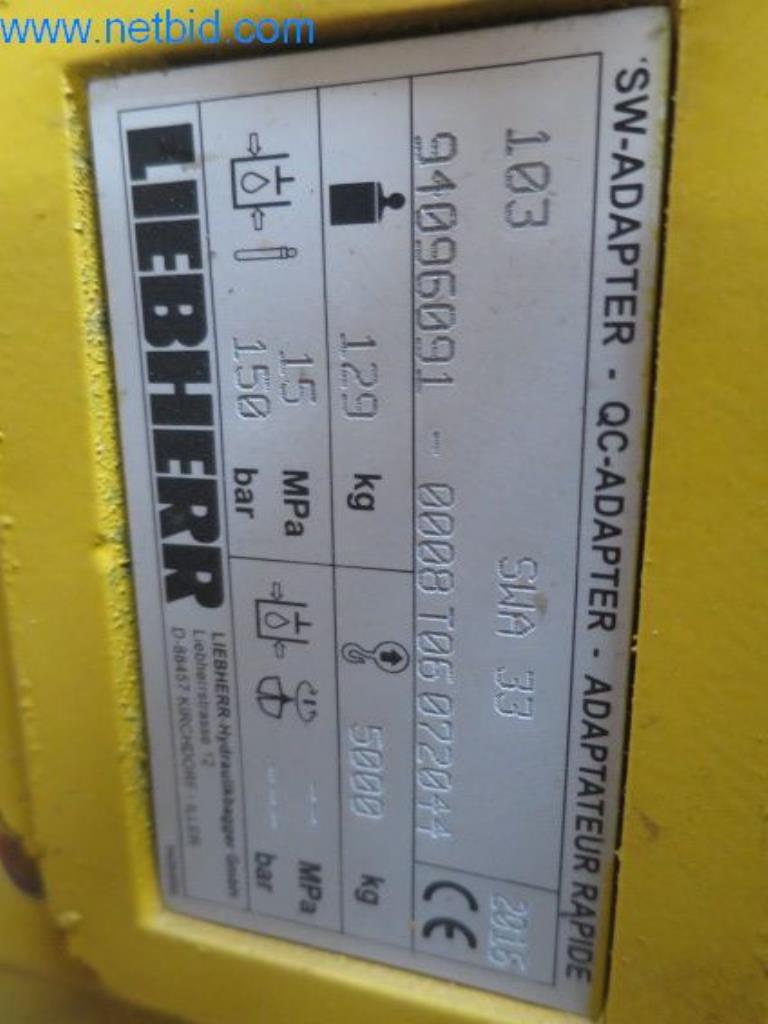 www.netbid.com
SW-ADAPTER - QC-ADAPTER - ADAPTATEUR RAPIDE
103 SWA 33 2016
94096091 - 0008 T06 072044 CE
129 kg 5000 kg
15 MPa -- MPa
150 bar --- bar
LIEBHERR
LIEBHERR-Hydraulikbagger GmbH
Liebherrstrasse 12
D-88457 KIRCHDORF - ILLER